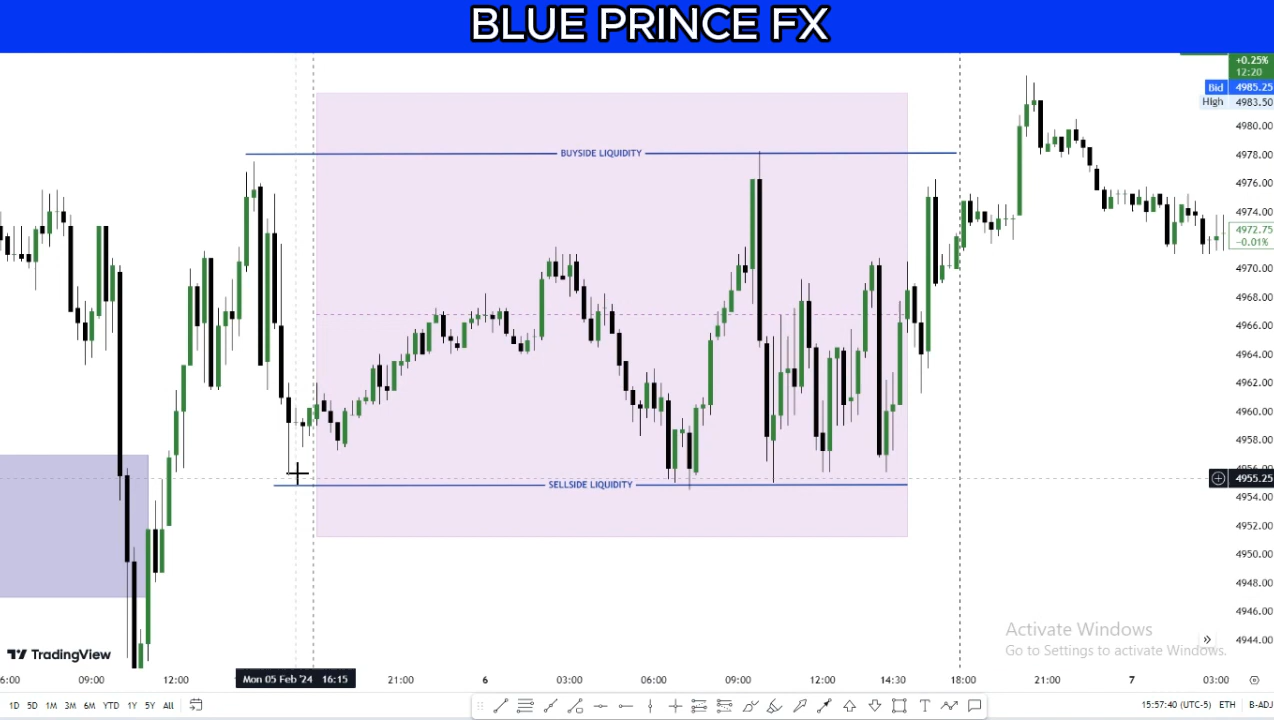 BLUE PRINCE FX
+0.25%
12:20
Bid 4985.25
High 4983.50
4980.00
4978.00
4976.00
4974.00
4972.75
−0.01%
4970.00
4968.00
4966.00
4964.00
4962.00
4960.00
4958.00
4955.25
4954.00
4952.00
4950.00
4948.00
4946.00
4944.00
BUYSIDE LIQUIDITY
SELLSIDE LIQUIDITY
Activate Windows
Go to Settings to activate Windows.
TradingView
6:00 09:00 12:00 Mon 05 Feb '24 16:15 21:00 6 03:00 06:00 09:00 12:00 14:30 18:00 21:00 7 03:00
1D 5D 1M 3M 6M YTD 1Y 5Y All
15:57:40 (UTC-5) ETH B-ADJ